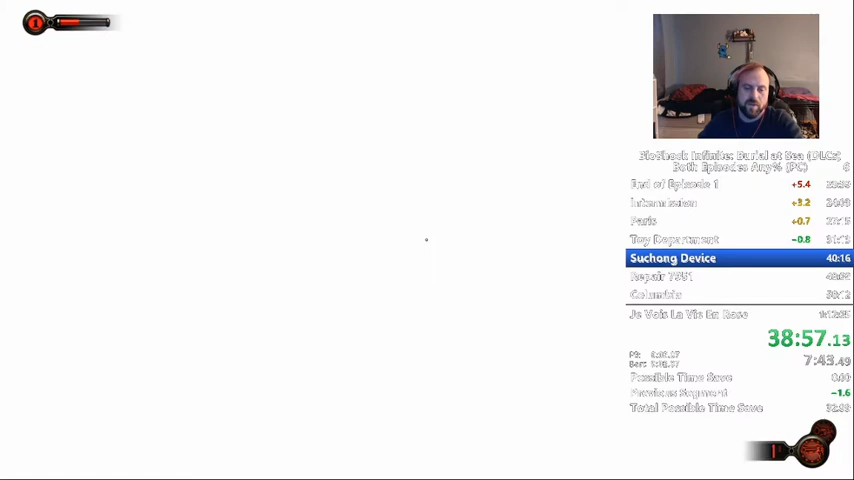 BioShock Infinite: Burial at Sea (DLCs)
Both Episodes Any% (PC) 6
End of Episode 1 +5.4
Intermission +3.2
Paris +0.7
Toy Department -0.8
Suchong Device 40:16
Repair 7951
Columbia
Je Vois La Vie En Rose
38:57.13
7:43.49
Possible Time Save 0.00
Previous Segment -1.6
Total Possible Time Save